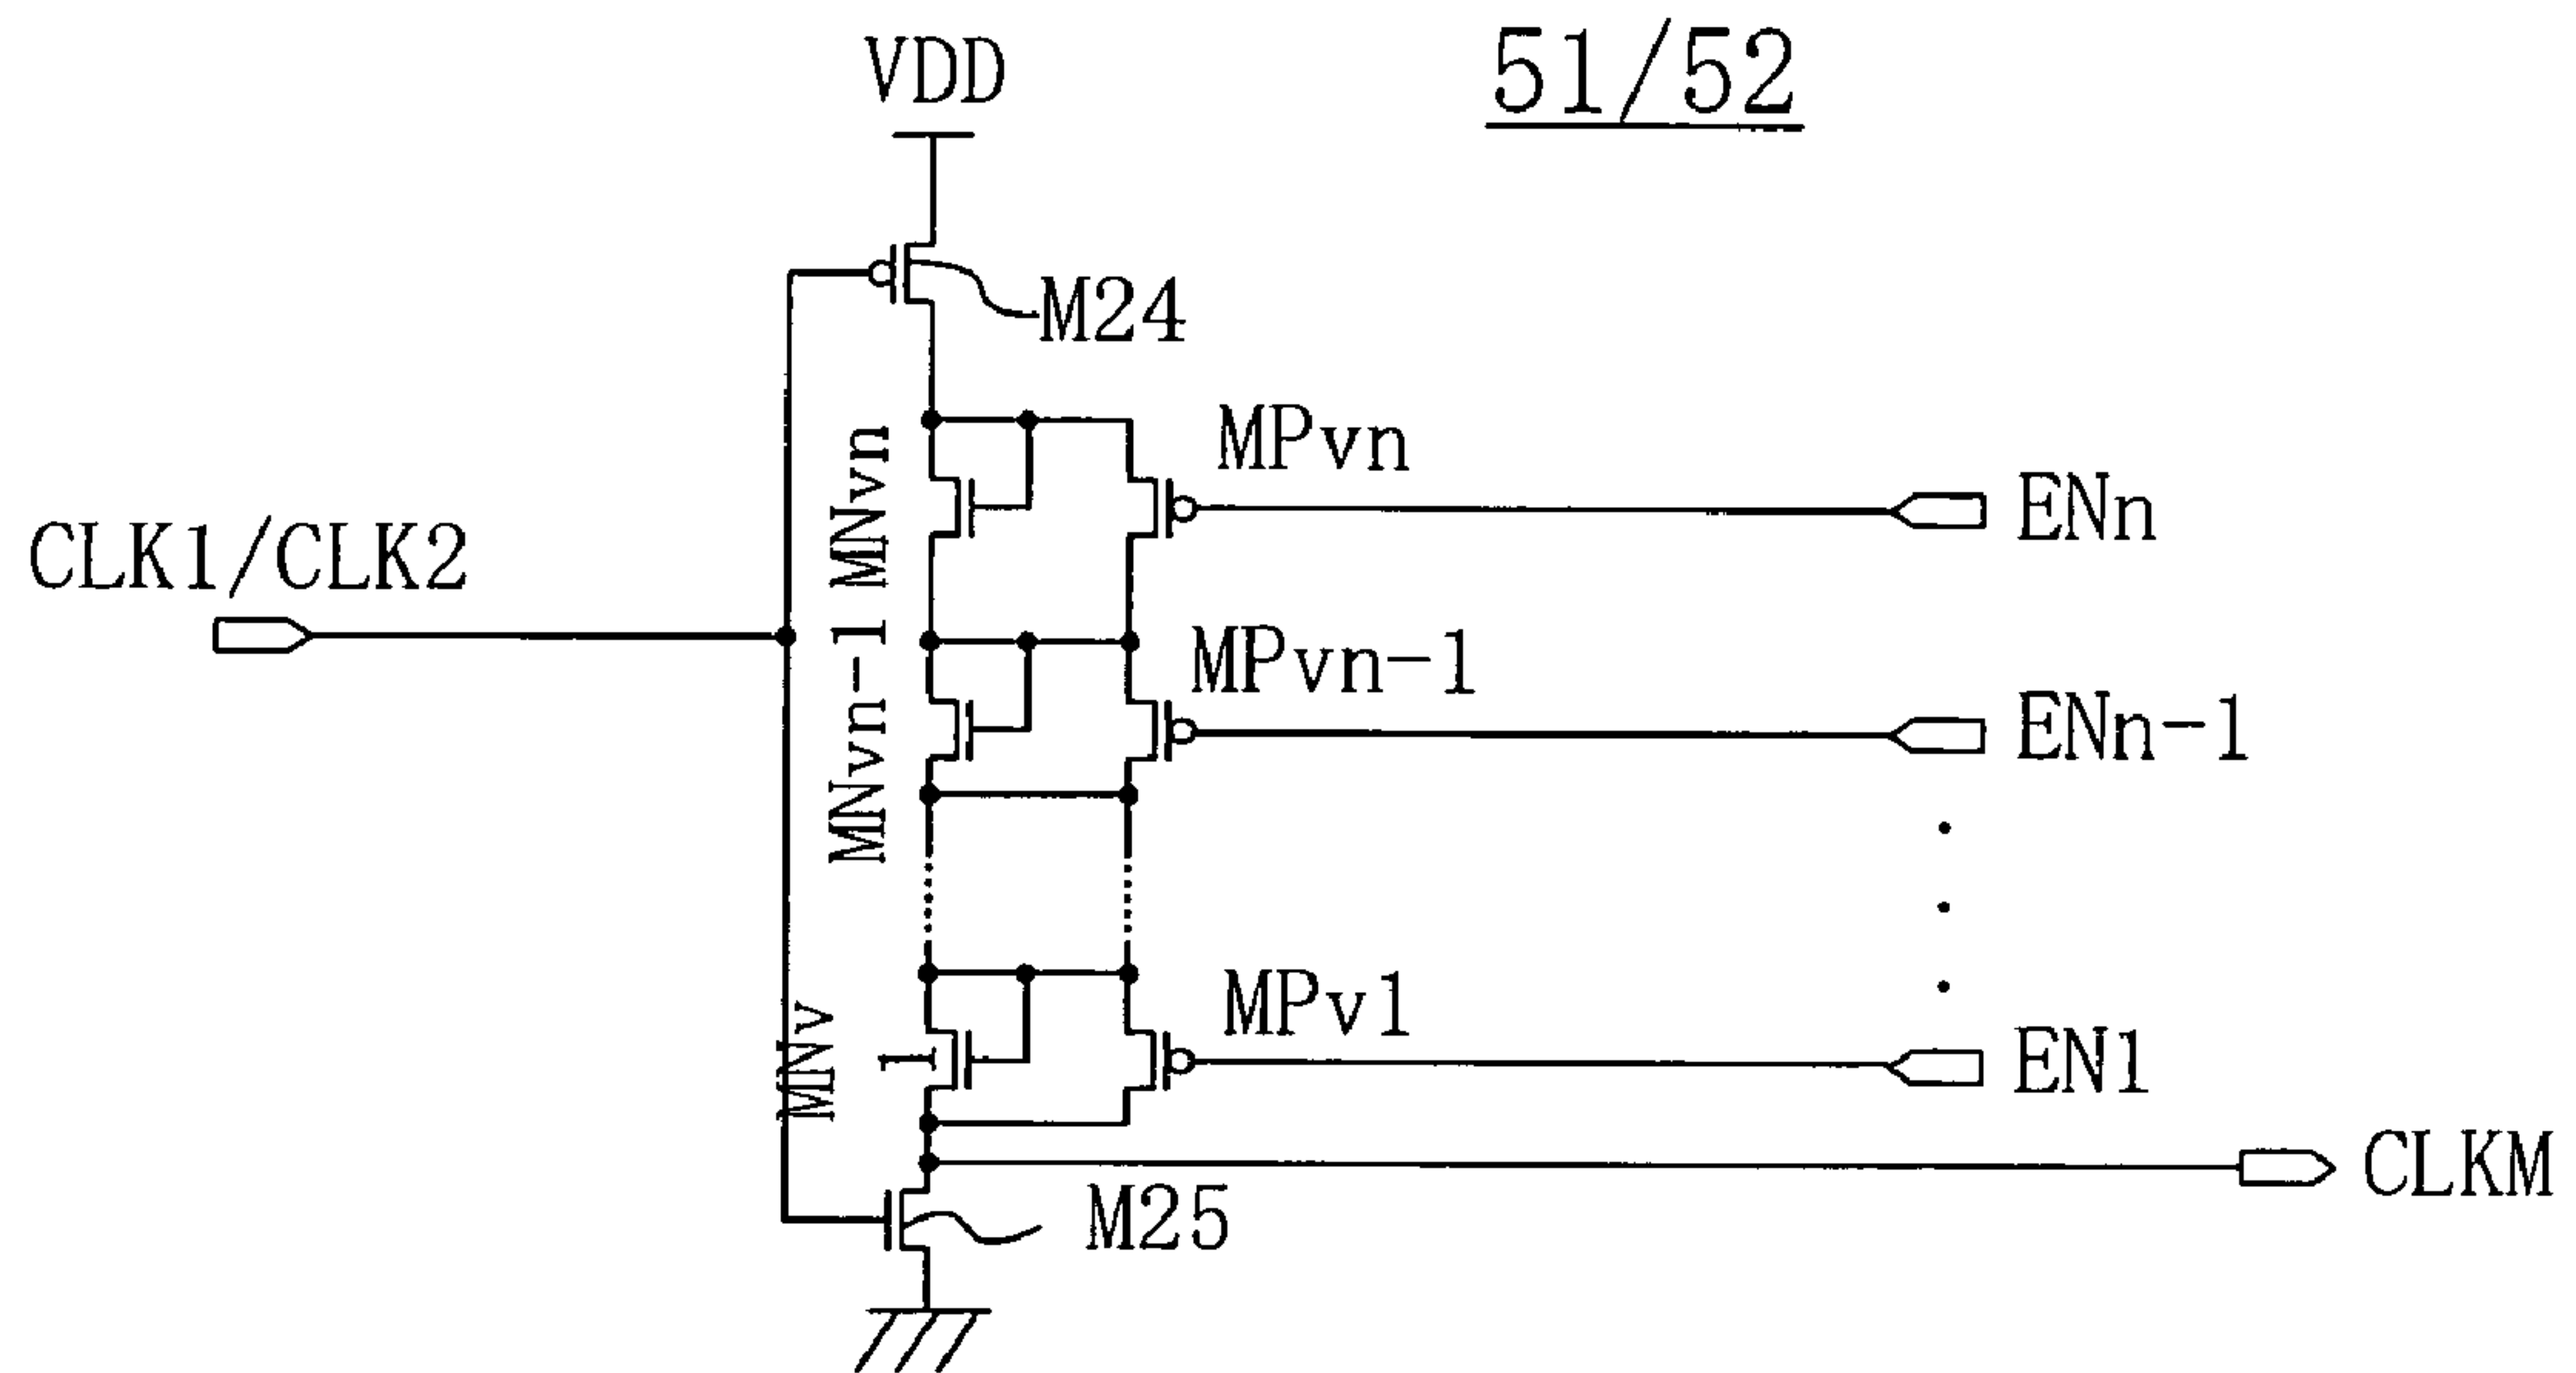 51/52
VDD
M24
MPvn
MNvn
ENn
CLK1/CLK2
MPvn-1
MNvn-1
ENn-1
MPv1
MNv
1
EN1
CLKM
M25